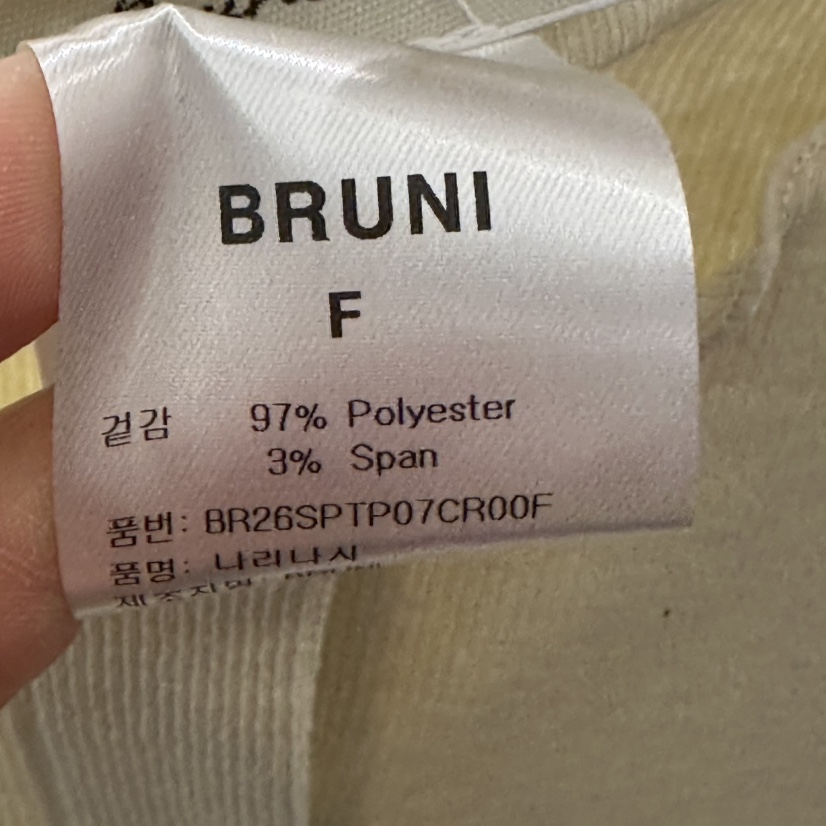 BRUNI
F
겉감 97% Polyester
3% Span
품번: BR26SPTP07CR00F
품명: 나리나시